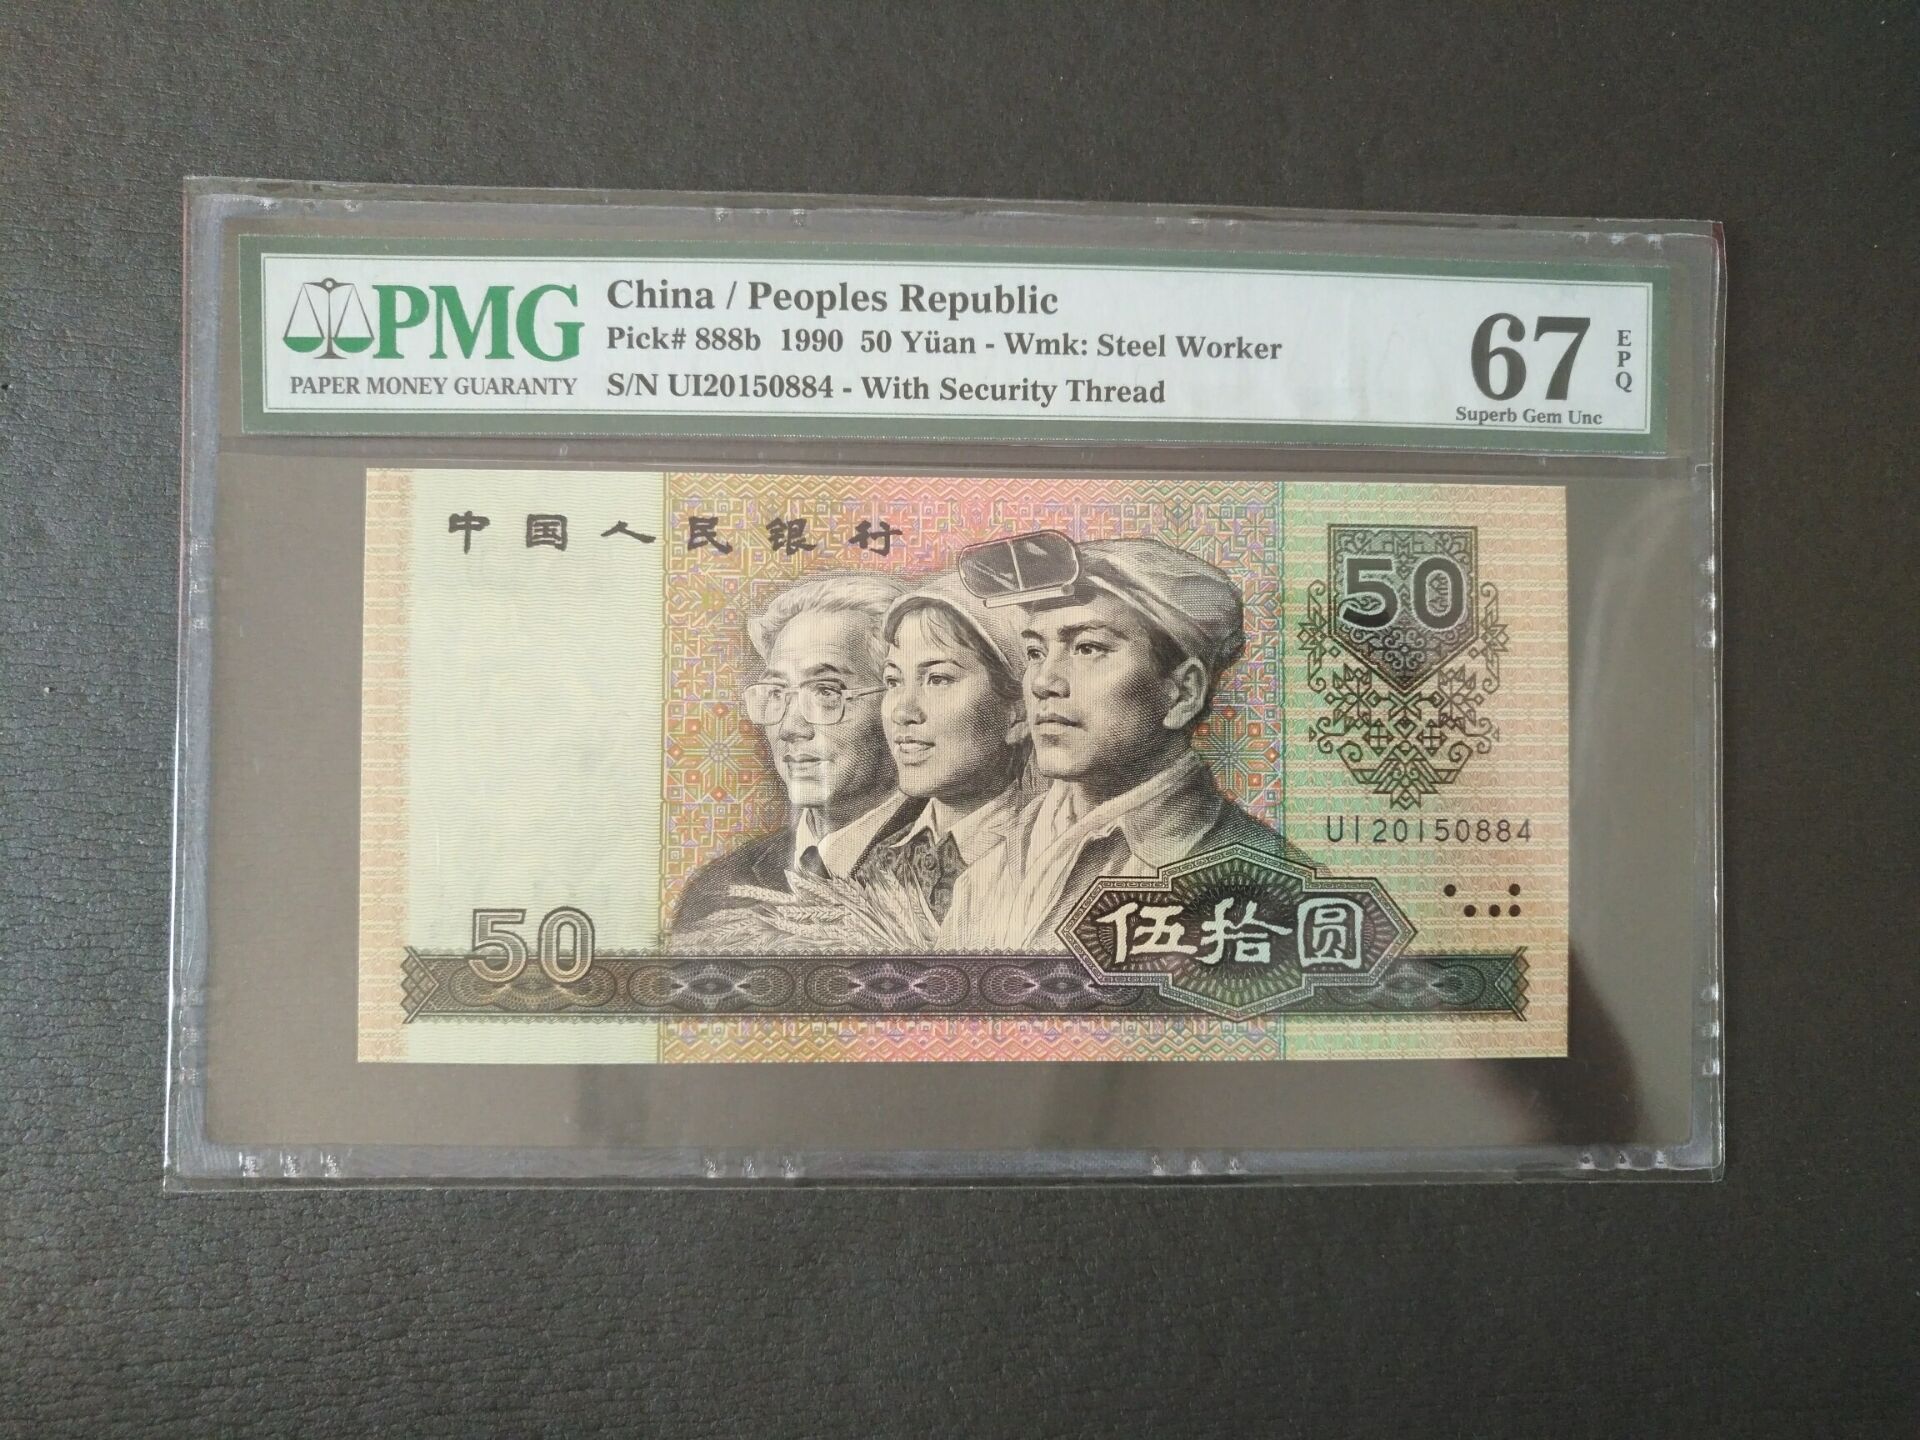 PMG
PAPER MONEY GUARANTY
China / Peoples Republic
Pick# 888b 1990 50 Yüan - Wmk: Steel Worker
S/N UI20150884 - With Security Thread
67
EPQ
Superb Gem Unc
中国人民银行
50
UI20150884
50
伍拾圆